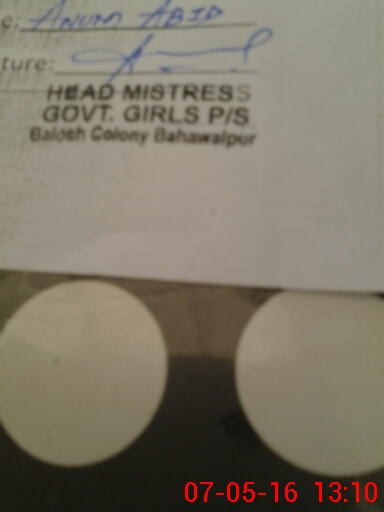 e: ANUM ABID
ture:
HEAD MISTRESS
GOVT. GIRLS P/S
Balosh Colony Bahawalpur
07-05-16 13:10